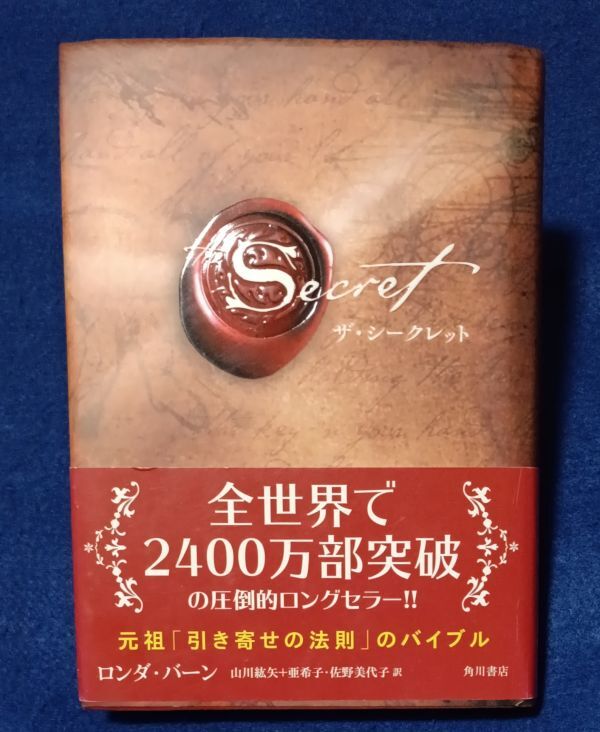 The Secret
ザ・シークレット
全世界で
2400万部突破
の圧倒的ロングセラー!!
元祖「引き寄せの法則」のバイブル
ロンダ・バーン 山川紘矢+亜希子・佐野美代子 訳 角川書店